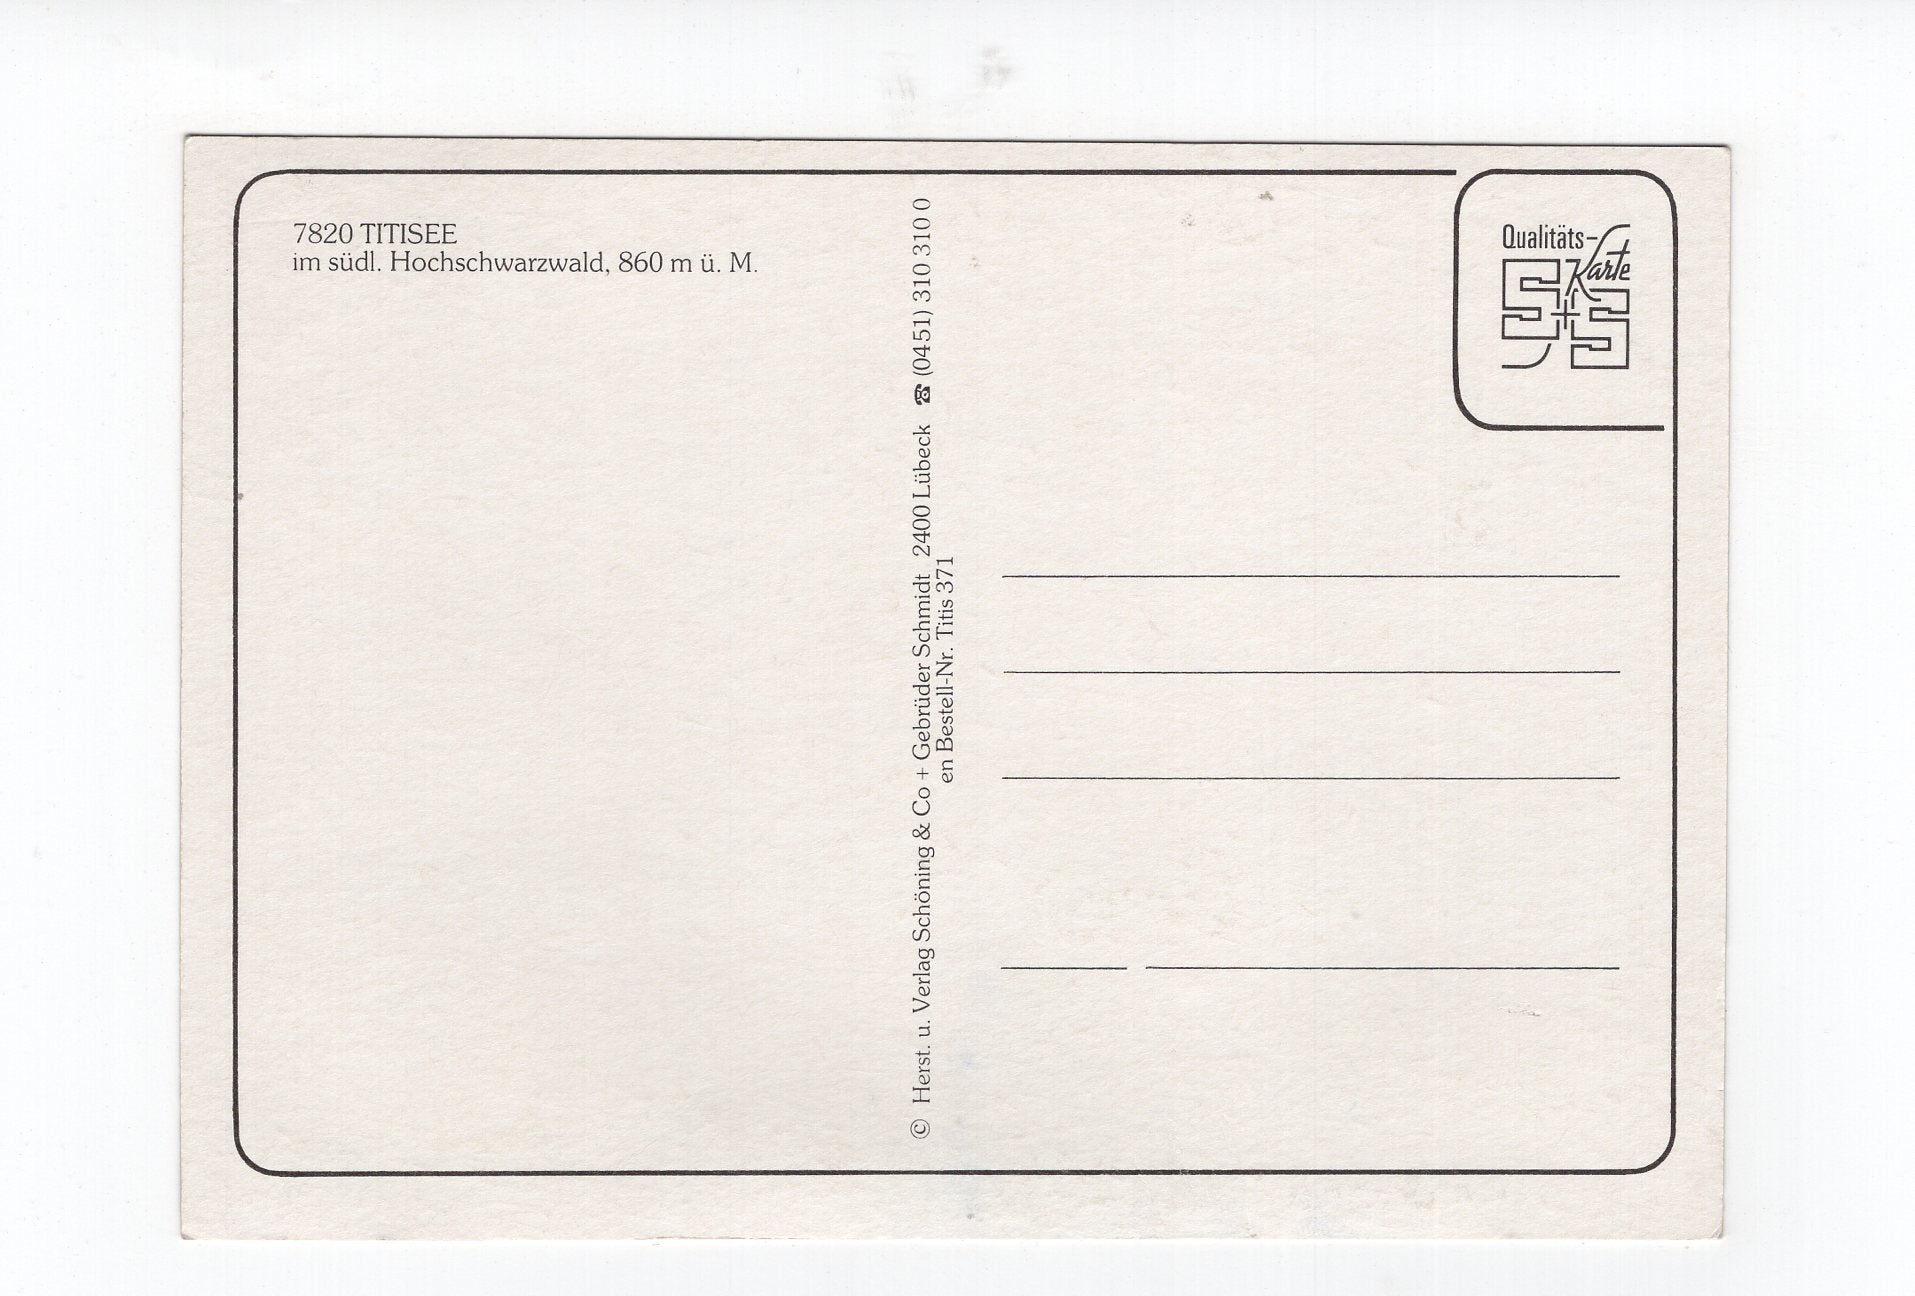 7820 TITISEE
im südl. Hochschwarzwald, 860 m ü. M.
© Herst. u. Verlag Schöning & Co + Gebrüder Schmidt 2400 Lübeck ☎ (0451) 310 310 0
en Bestell-Nr. Titis 371
Qualitäts-
Karte
S+S